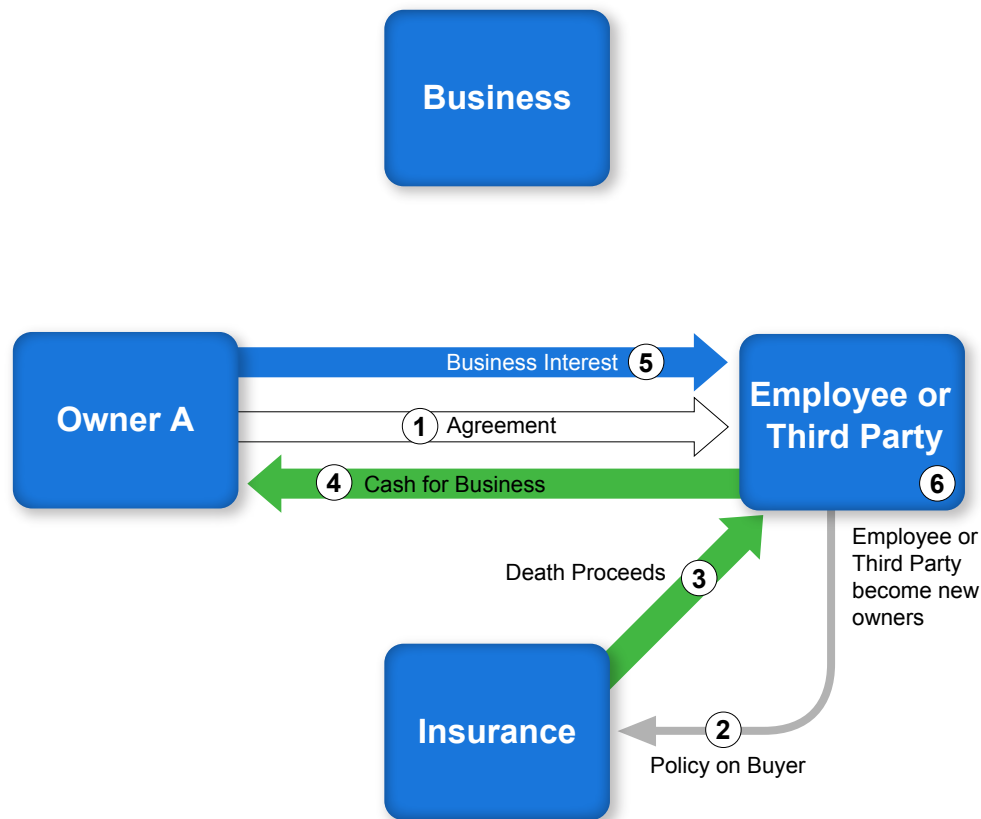 Business
Business Interest 5
Owner A
1 Agreement
Employee or
Third Party
4 Cash for Business
6
Death Proceeds 3
Employee or
Third Party
become new
owners
Insurance
2
Policy on Buyer